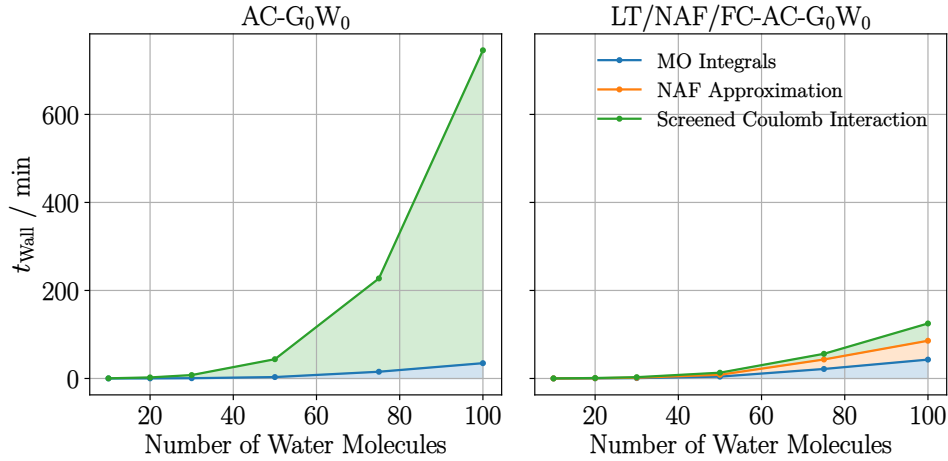 AC-G₀W₀
LT/NAF/FC-AC-G₀W₀
MO Integrals
NAF Approximation
Screened Coulomb Interaction
600
400
200
0
t_Wall / min
20 40 60 80 100
20 40 60 80 100
Number of Water Molecules
Number of Water Molecules